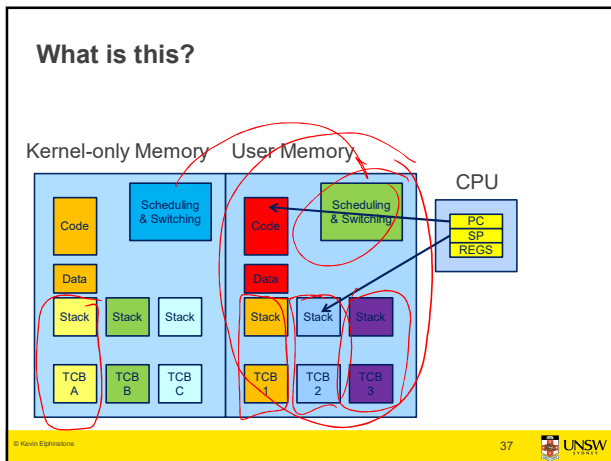 What is this?
Kernel-only Memory
User Memory
CPU
Code
Scheduling
& Switching
Data
Stack
Stack
Stack
TCB
A
TCB
B
TCB
C
Code
Scheduling
& Switching
Data
Stack
Stack
Stack
TCB
1
TCB
2
TCB
3
PC
SP
REGS
© Kevin Elphinstone
37
UNSW
SYDNEY